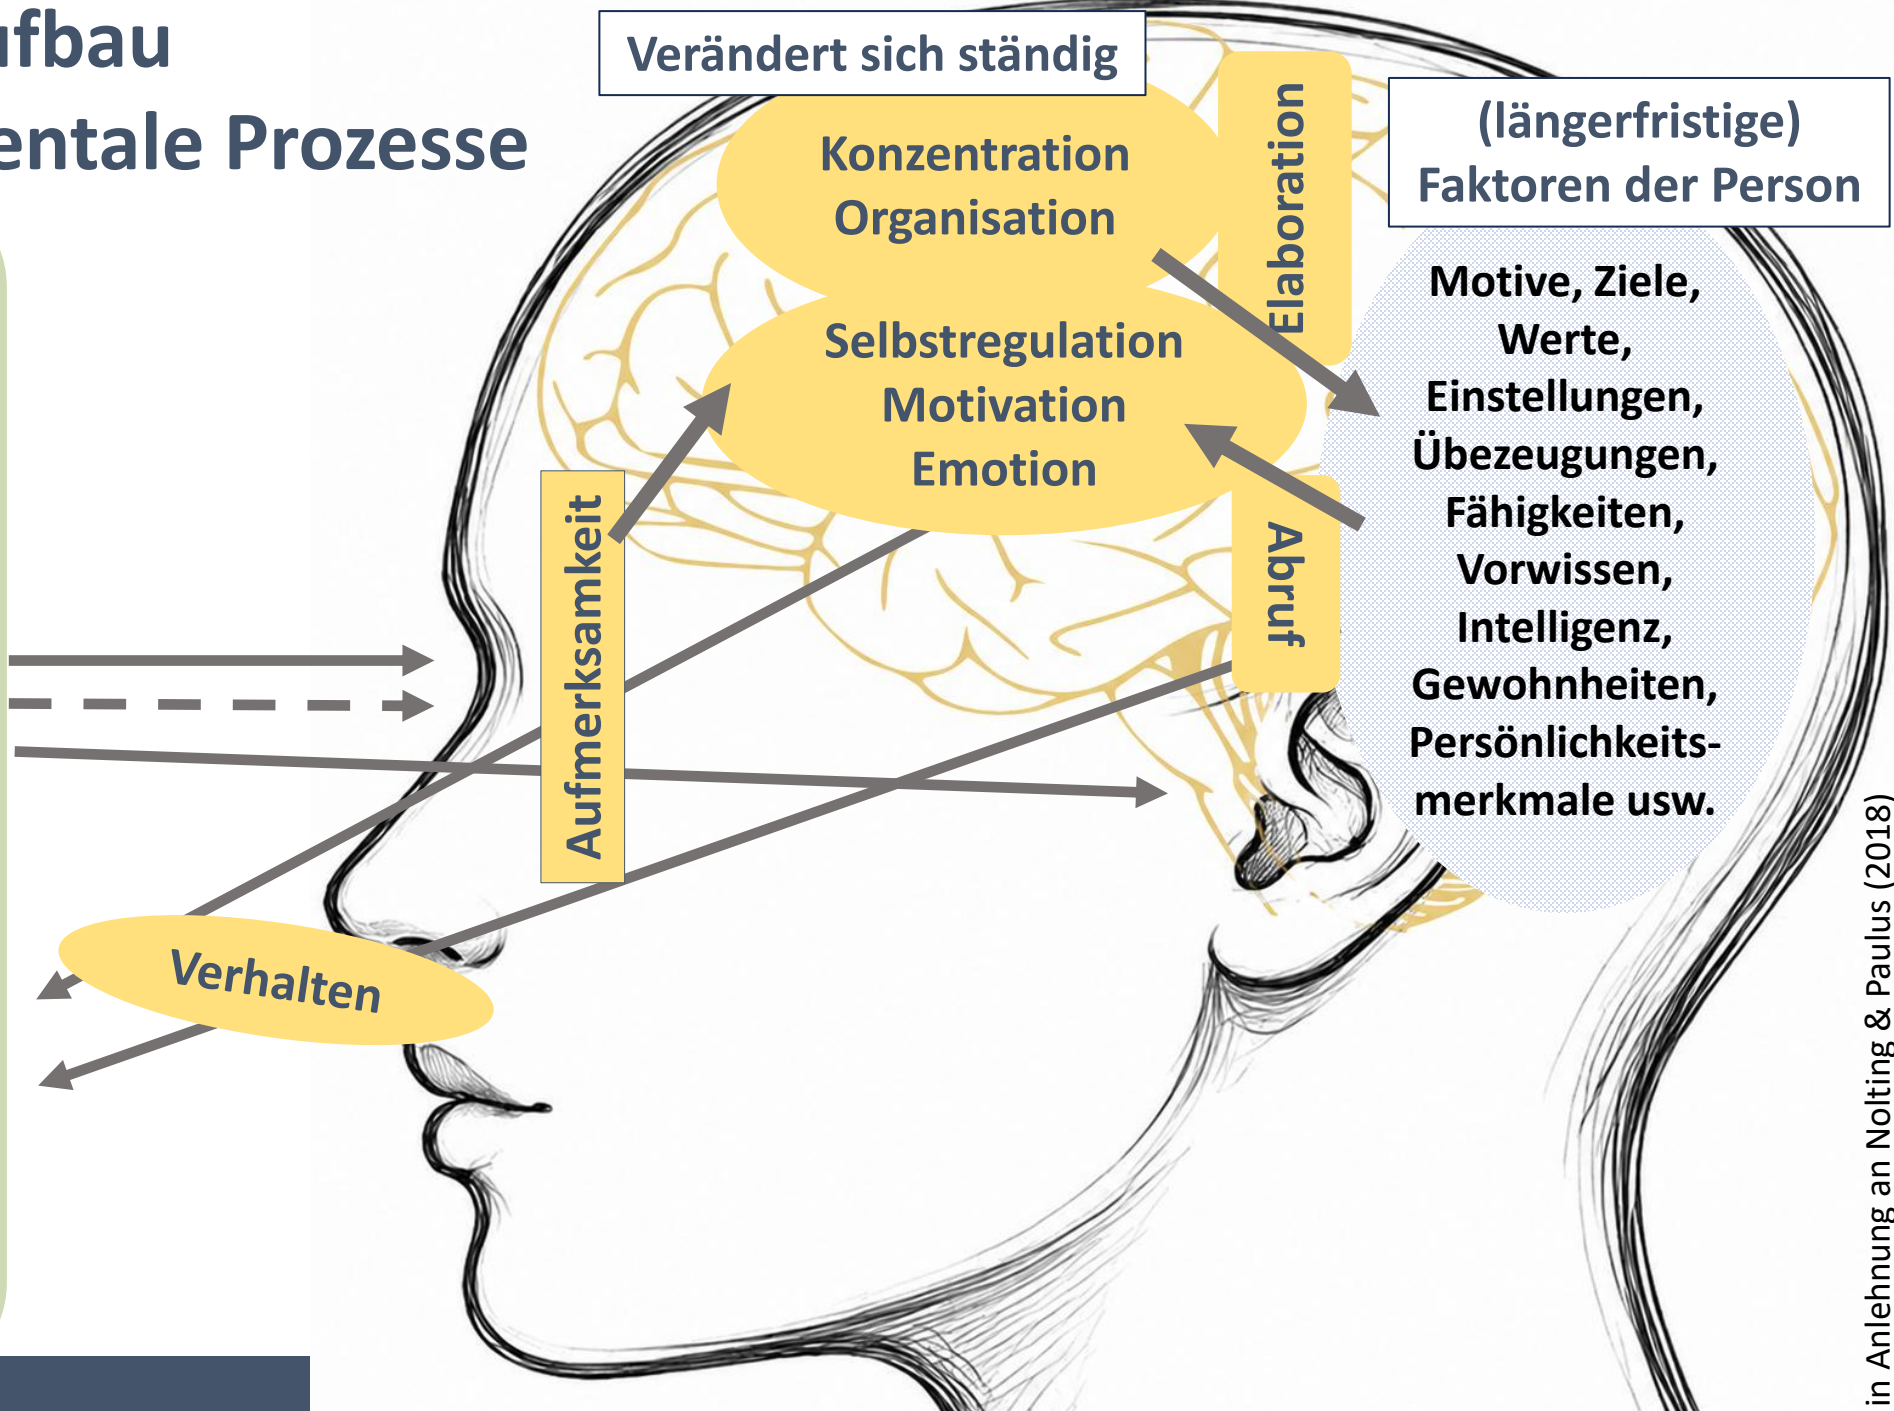 ufbau
entale Prozesse
Verändert sich ständig
Konzentration
Organisation
Elaboration
(längerfristige)
Faktoren der Person
Selbstregulation
Motivation
Emotion
Motive, Ziele,
Werte,
Einstellungen,
Übezeugungen,
Fähigkeiten,
Vorwissen,
Intelligenz,
Gewohnheiten,
Persönlichkeits-
merkmale usw.
Aufmerksamkeit
Abruf
Verhalten
in Anlehnung an Nolting & Paulus (2018)